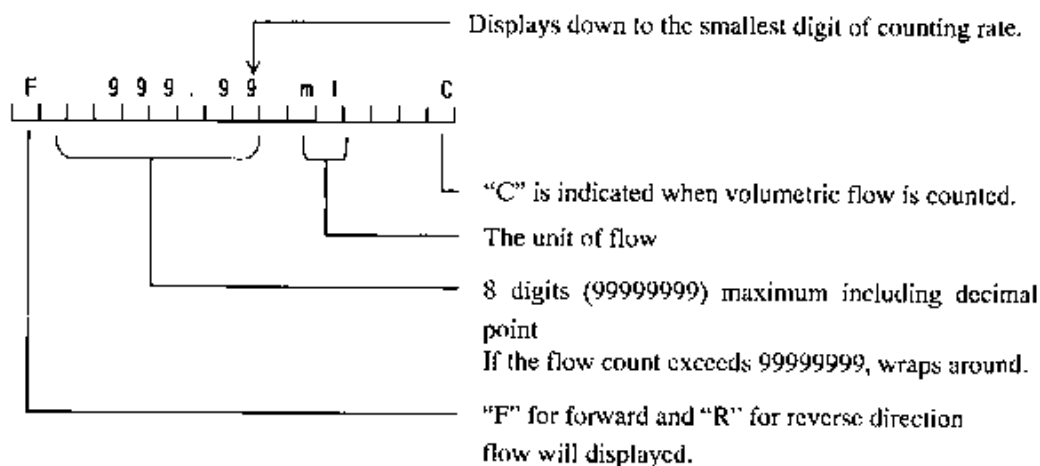 Displays down to the smallest digit of counting rate.
F 999.99 ml C
"C" is indicated when volumetric flow is counted.
The unit of flow
8 digits (99999999) maximum including decimal
point
If the flow count exceeds 99999999, wraps around.
"F" for forward and "R" for reverse direction
flow will displayed.